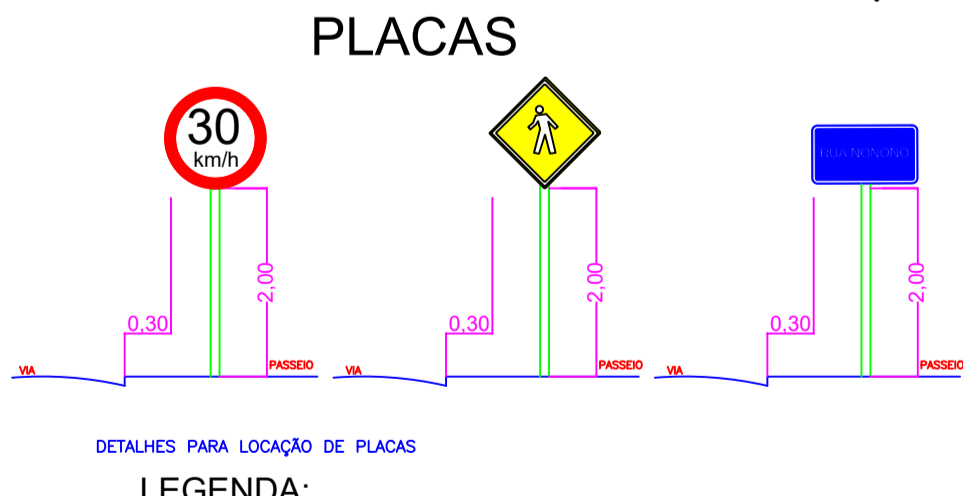 PLACAS
30
km/h
RUA NONONO
0,30
2,00
VIA
PASSEIO
0,30
2,00
VIA
PASSEIO
0,30
2,00
VIA
PASSEIO
DETALHES PARA LOCAÇÃO DE PLACAS
LEGENDA: